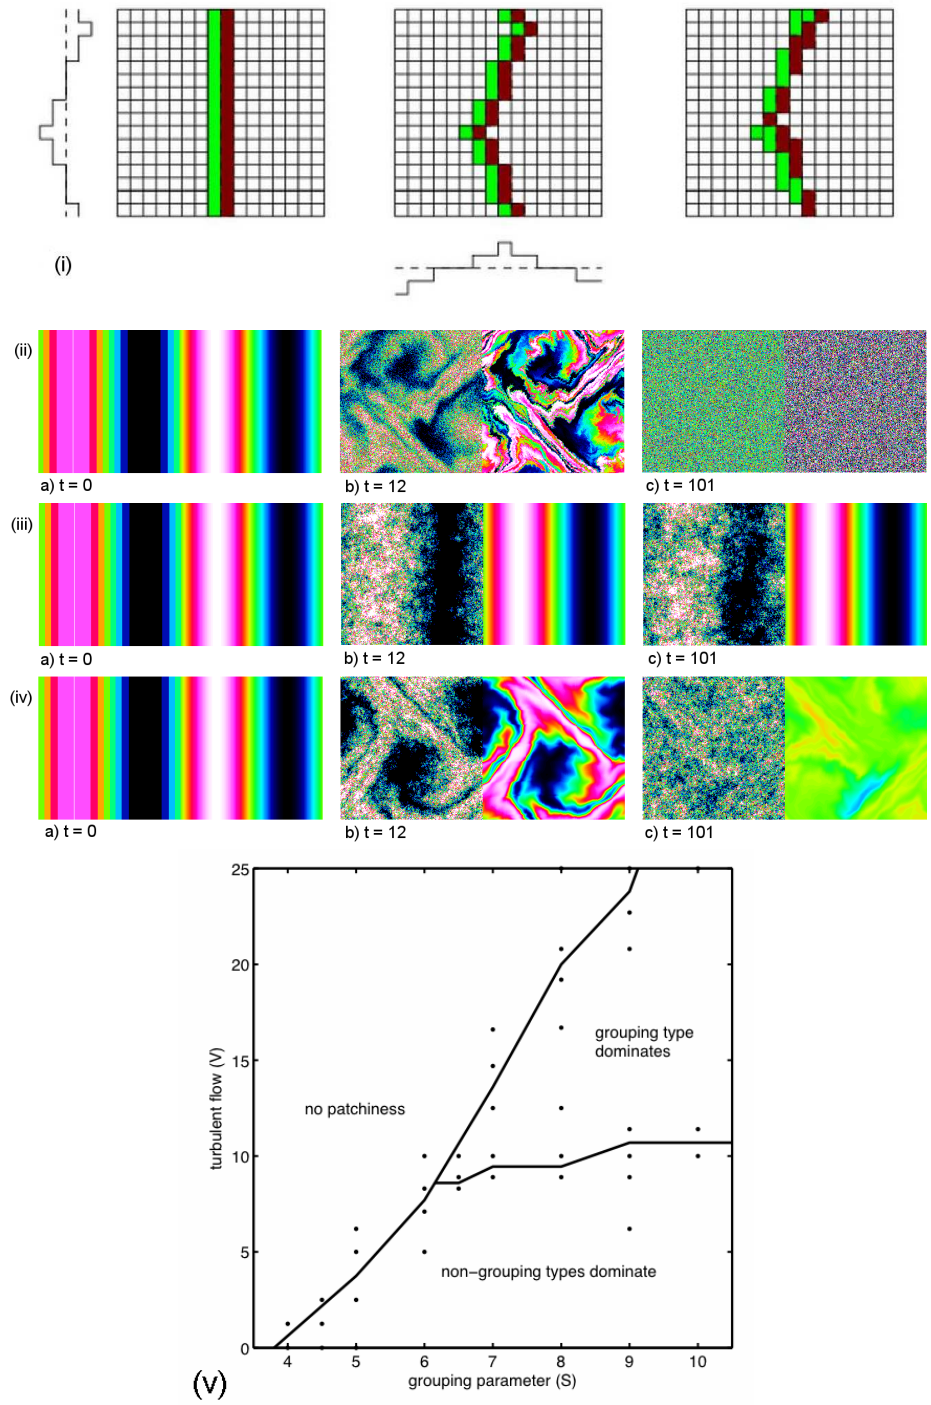 (i)
(ii)
a) t = 0
b) t = 12
c) t = 101
(iii)
a) t = 0
b) t = 12
c) t = 101
(iv)
a) t = 0
b) t = 12
c) t = 101
25
20
15
10
5
0
turbulent flow (V)
grouping type
dominates
no patchiness
non-grouping types dominate
4 5 6 7 8 9 10
grouping parameter (S)
(v)